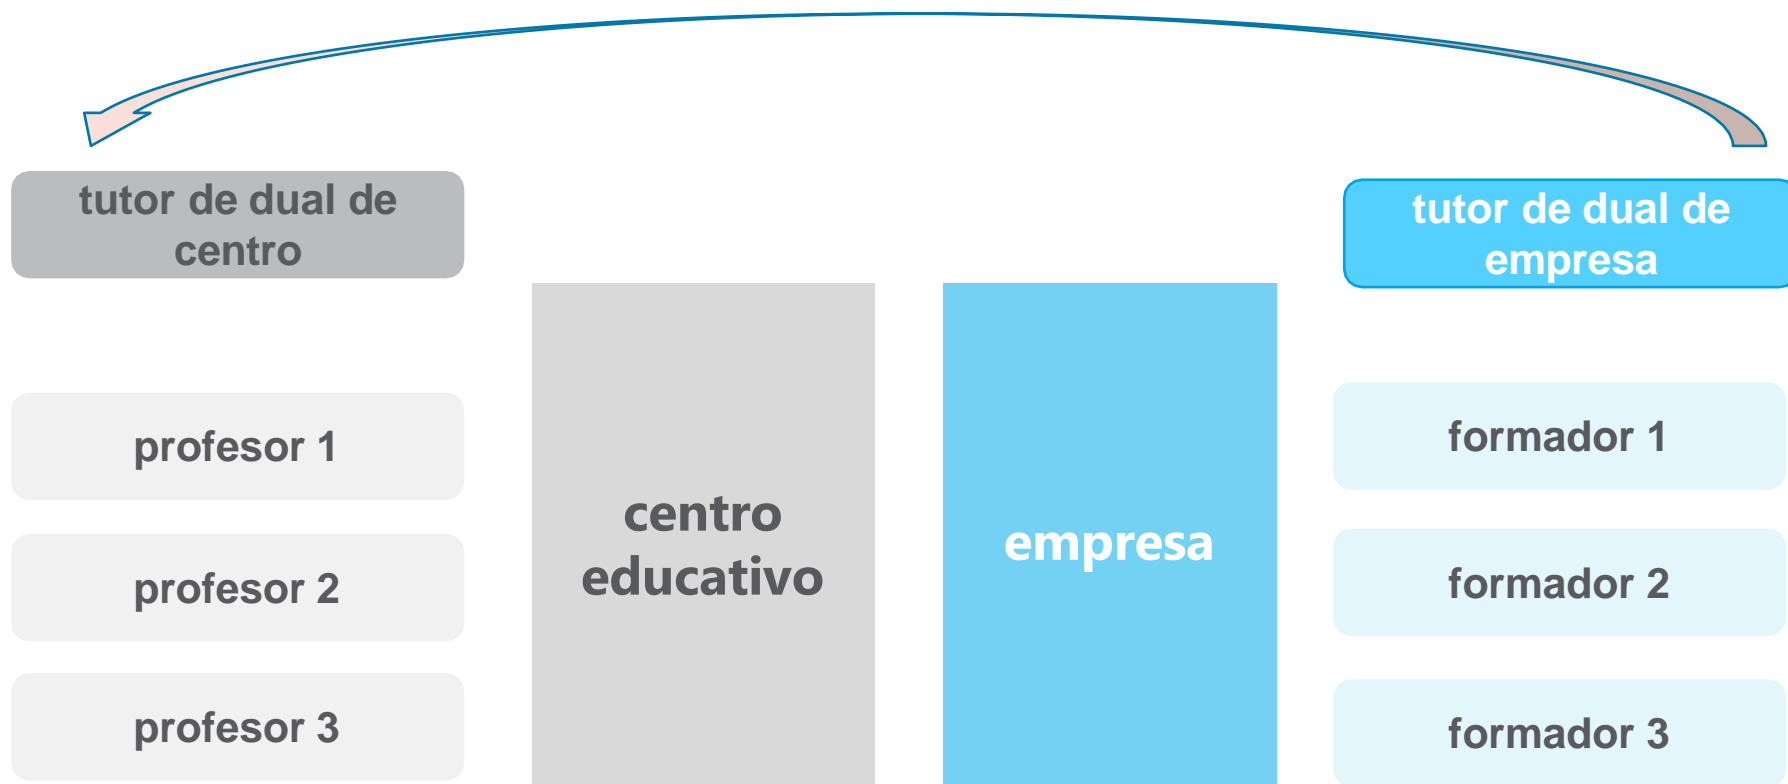 tutor de dual de
centro
profesor 1
profesor 2
profesor 3
centro
educativo
empresa
tutor de dual de
empresa
formador 1
formador 2
formador 3